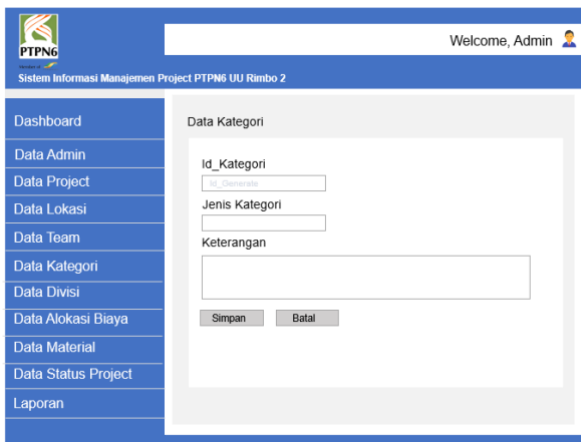 PTPN6
Welcome, Admin
Sistem Informasi Manajemen Project PTPN6 UU Rimbo 2
Dashboard
Data Admin
Data Project
Data Lokasi
Data Team
Data Kategori
Data Divisi
Data Alokasi Biaya
Data Material
Data Status Project
Laporan
Data Kategori
Id_Kategori
Id_Generate
Jenis Kategori
Keterangan
Simpan Batal